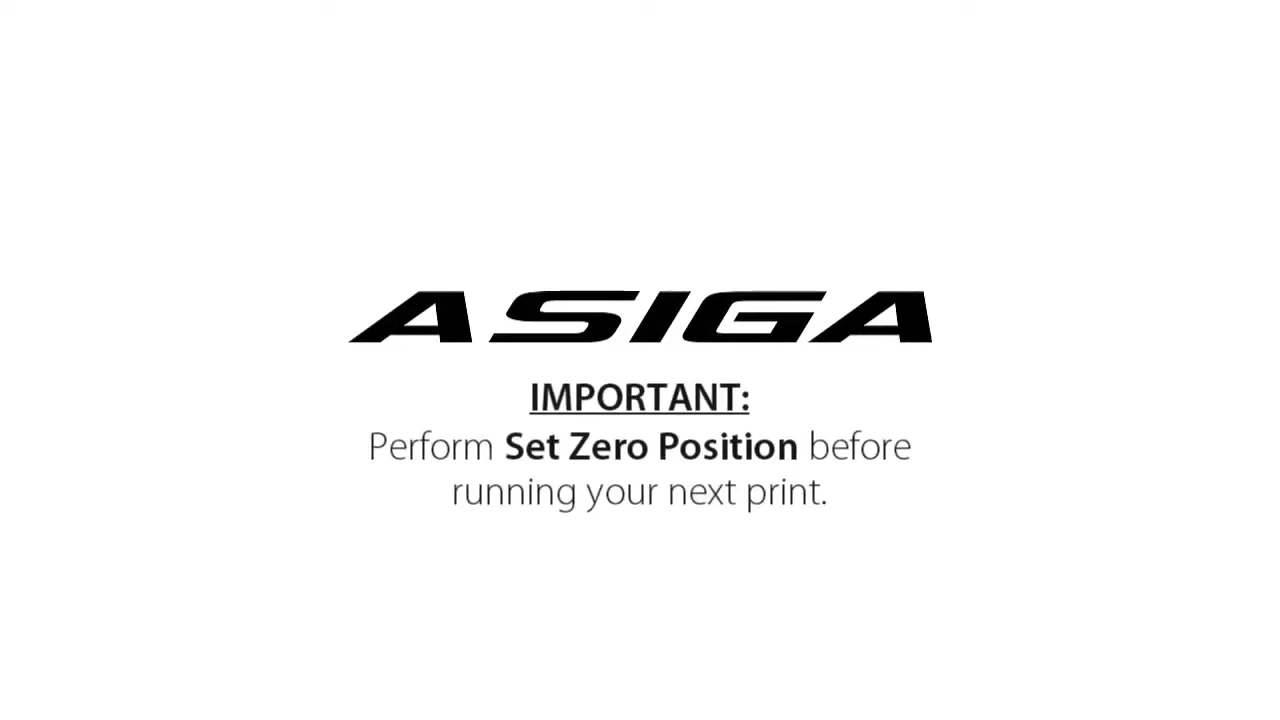 ASIGA
IMPORTANT:
Perform Set Zero Position before
running your next print.